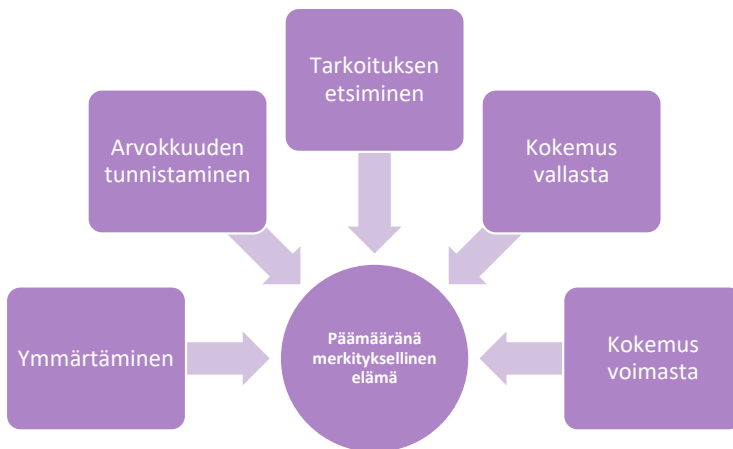 Tarkoituksen
etsiminen
Arvokkuuden
tunnistaminen
Kokemus
vallasta
Ymmärtäminen
Päämääränä
merkityksellinen
elämä
Kokemus
voimasta